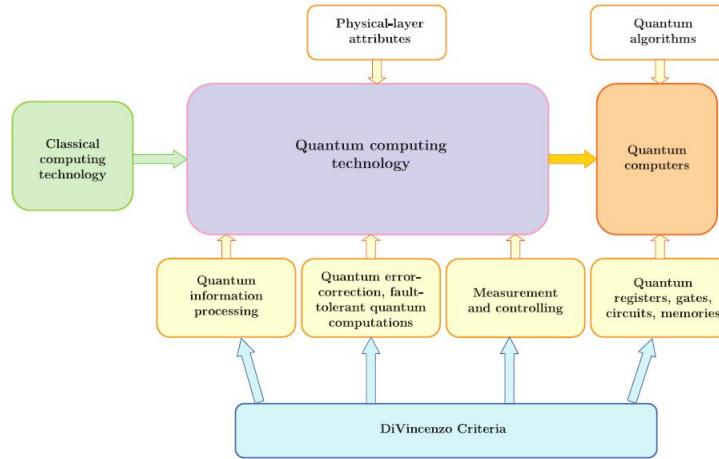 Physical-layer
attributes
Quantum
algorithms
Classical
computing
technology
Quantum computing
technology
Quantum
computers
Quantum
information
processing
Quantum error-
correction, fault-
tolerant quantum
computations
Measurement
and controlling
Quantum
registers, gates,
circuits, memories
DiVincenzo Criteria